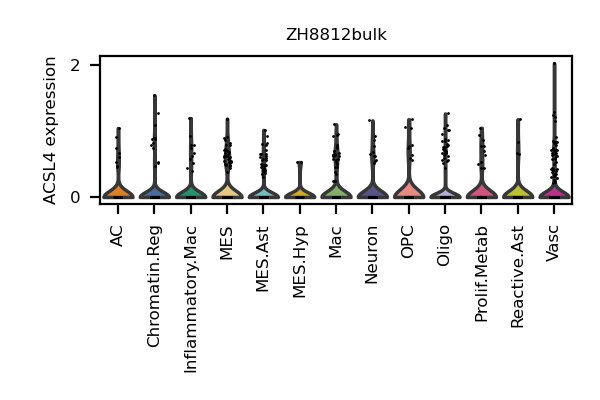 ZH8812bulk
ACSL4 expression
2
0
AC
Chromatin.Reg
Inflammatory.Mac
MES
MES.Ast
MES.Hyp
Mac
Neuron
OPC
Oligo
Prolif.Metab
Reactive.Ast
Vasc